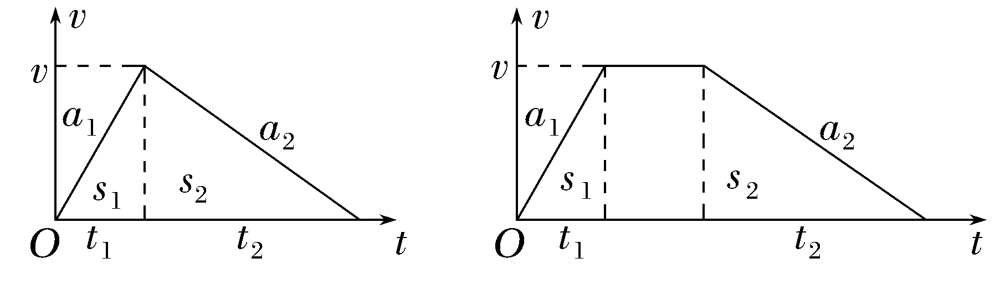 v v
v v
a₁ a₂ a₁ a₂
s₁ s₂ s₁ s₂
O t₁ t₂ t O t₁ t₂ t